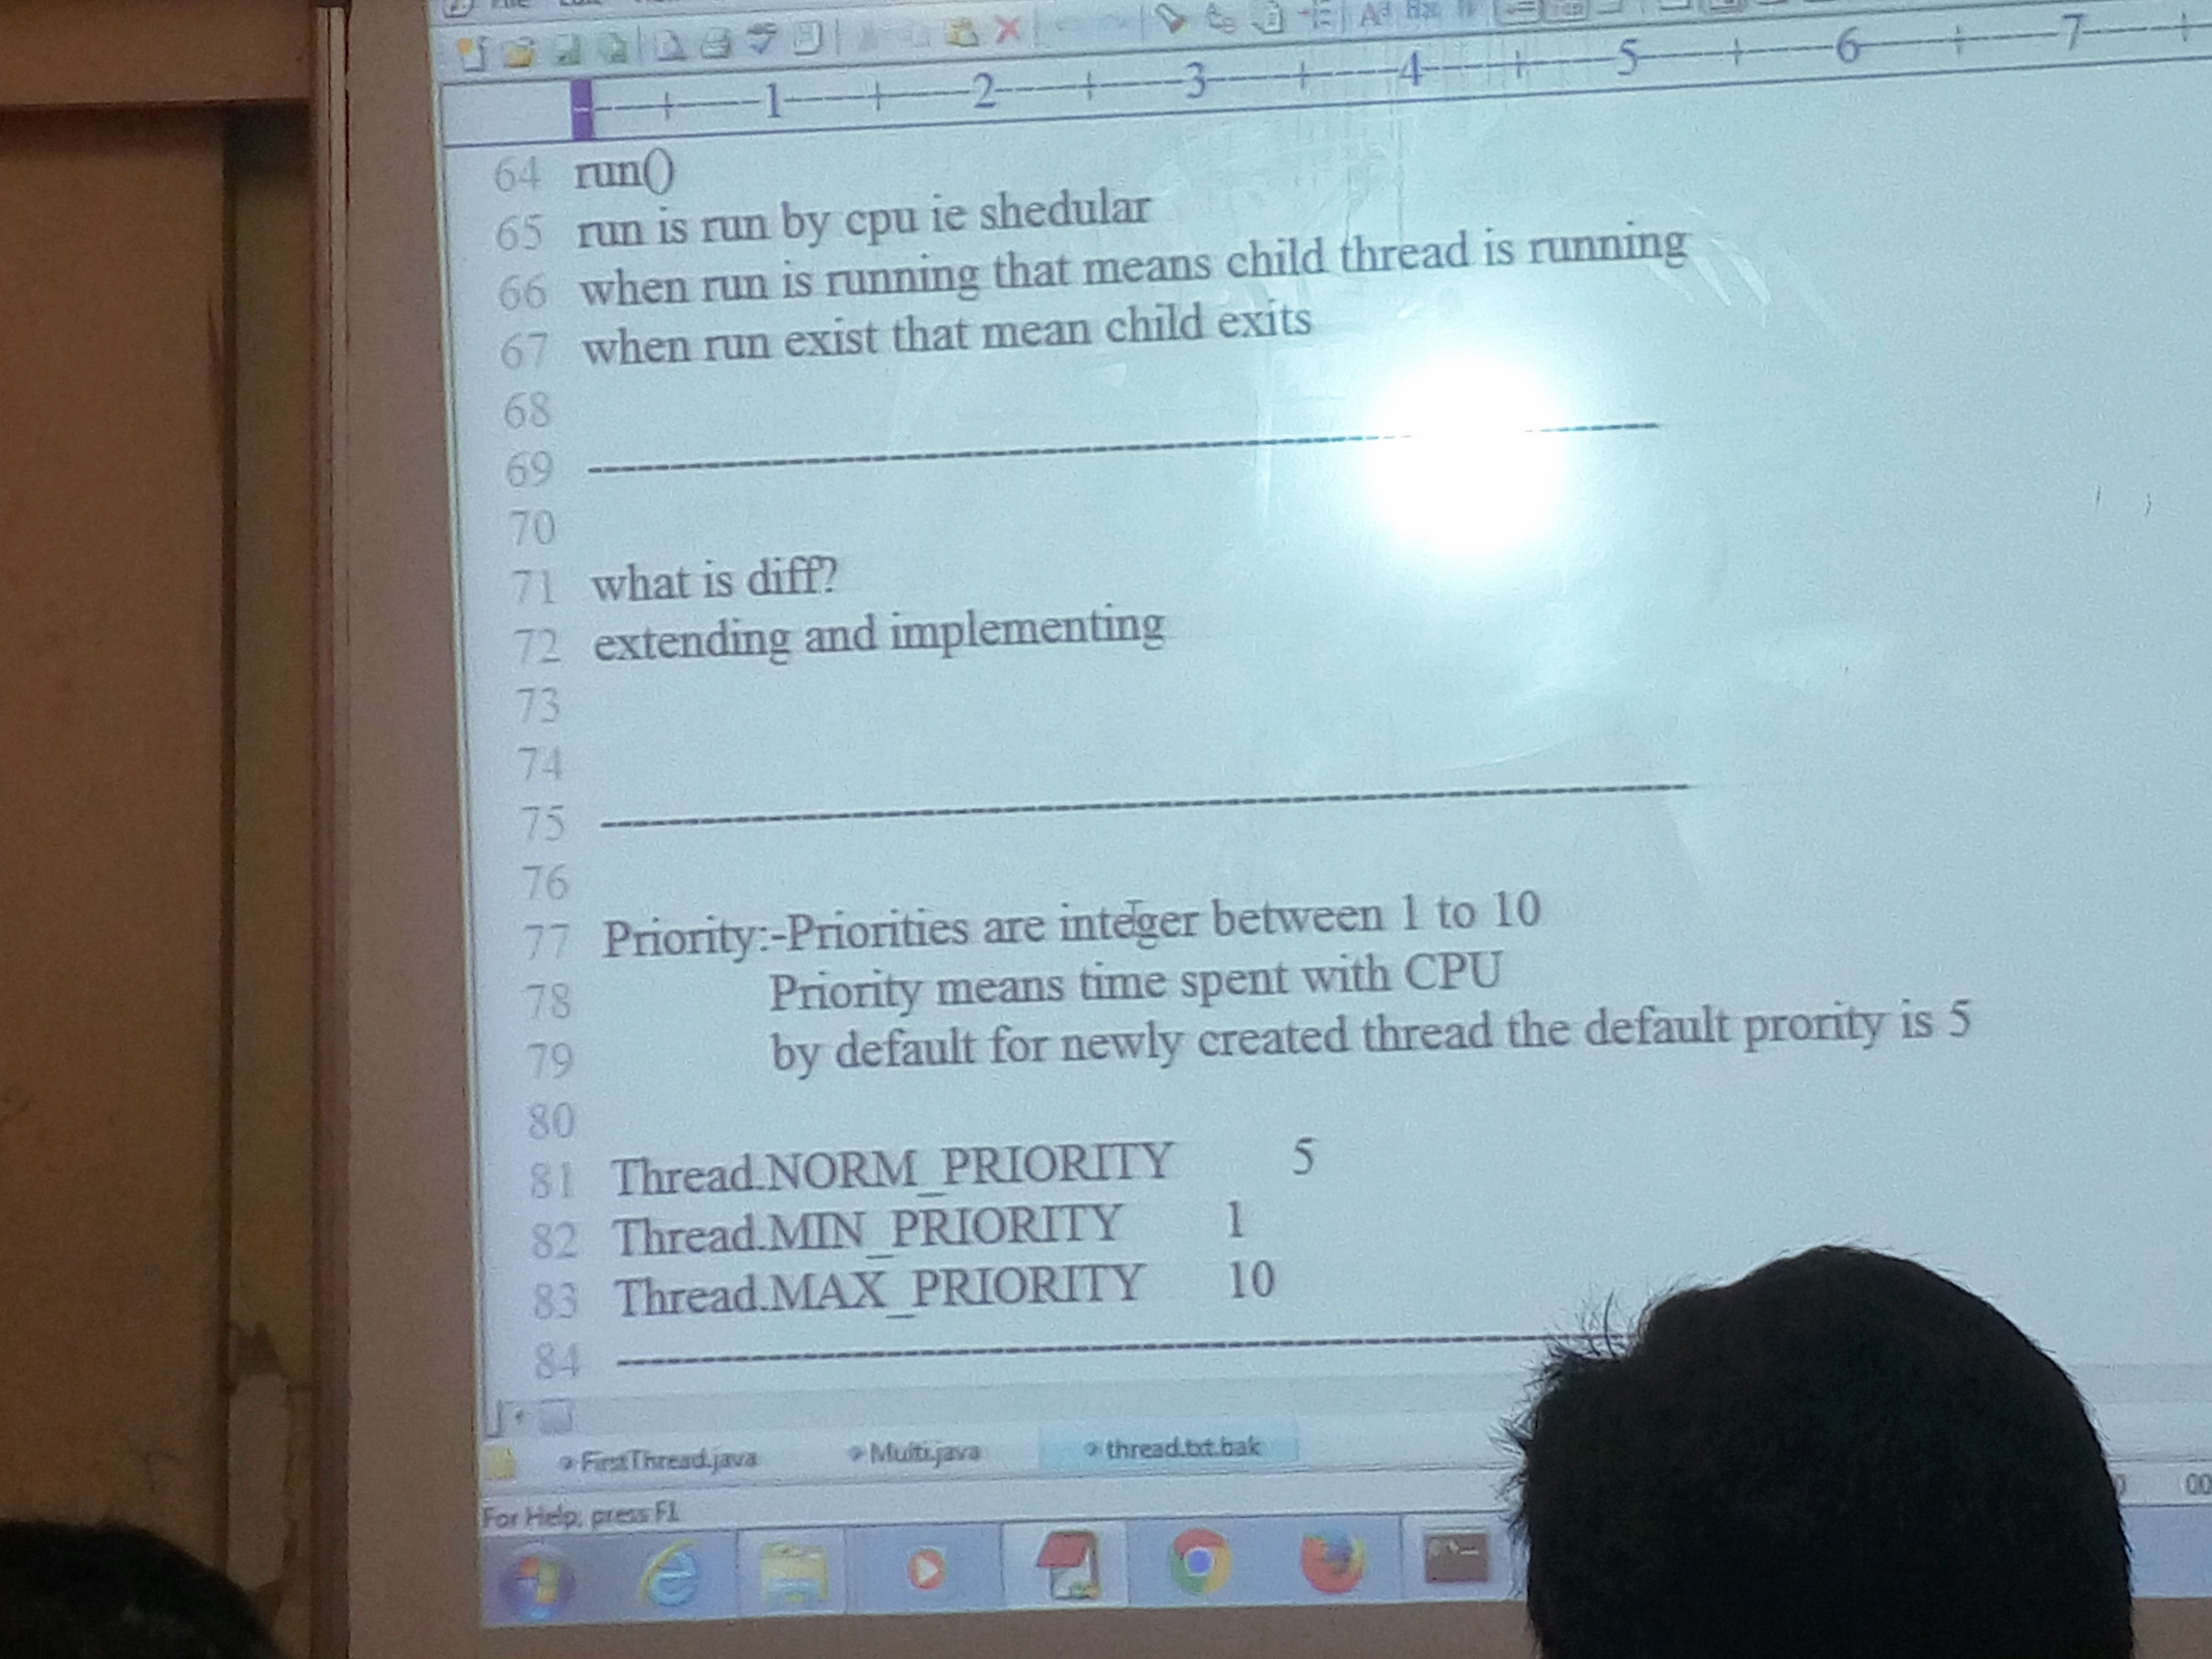 1 2 3 4 5 6 7
64 run()
65 run is run by cpu ie shedular
66 when run is running that means child thread is running
67 when run exist that mean child exits
68
69 --------------------------------------------------
70
71 what is diff?
72 extending and implementing
73
74
75 --------------------------------------------------
76
77 Priority:-Priorities are integer between 1 to 10
78 Priority means time spent with CPU
79 by default for newly created thread the default prority is 5
80
81 Thread.NORM_PRIORITY 5
82 Thread.MIN_PRIORITY 1
83 Thread.MAX_PRIORITY 10
84 --------------------------------------------------
FirstThread.java Multi.java thread.txt.bak
For Help, press F1 00